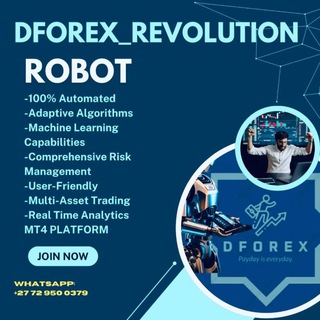 DFOREX_REVOLUTION
ROBOT
-100% Automated
-Adaptive Algorithms
-Machine Learning
Capabilities
-Comprehensive Risk
Management
-User-Friendly
-Multi-Asset Trading
-Real Time Analytics
MT4 PLATFORM
JOIN NOW
WHATSAPP:
+27 72 950 0379
DFOREX
Payday is everyday.